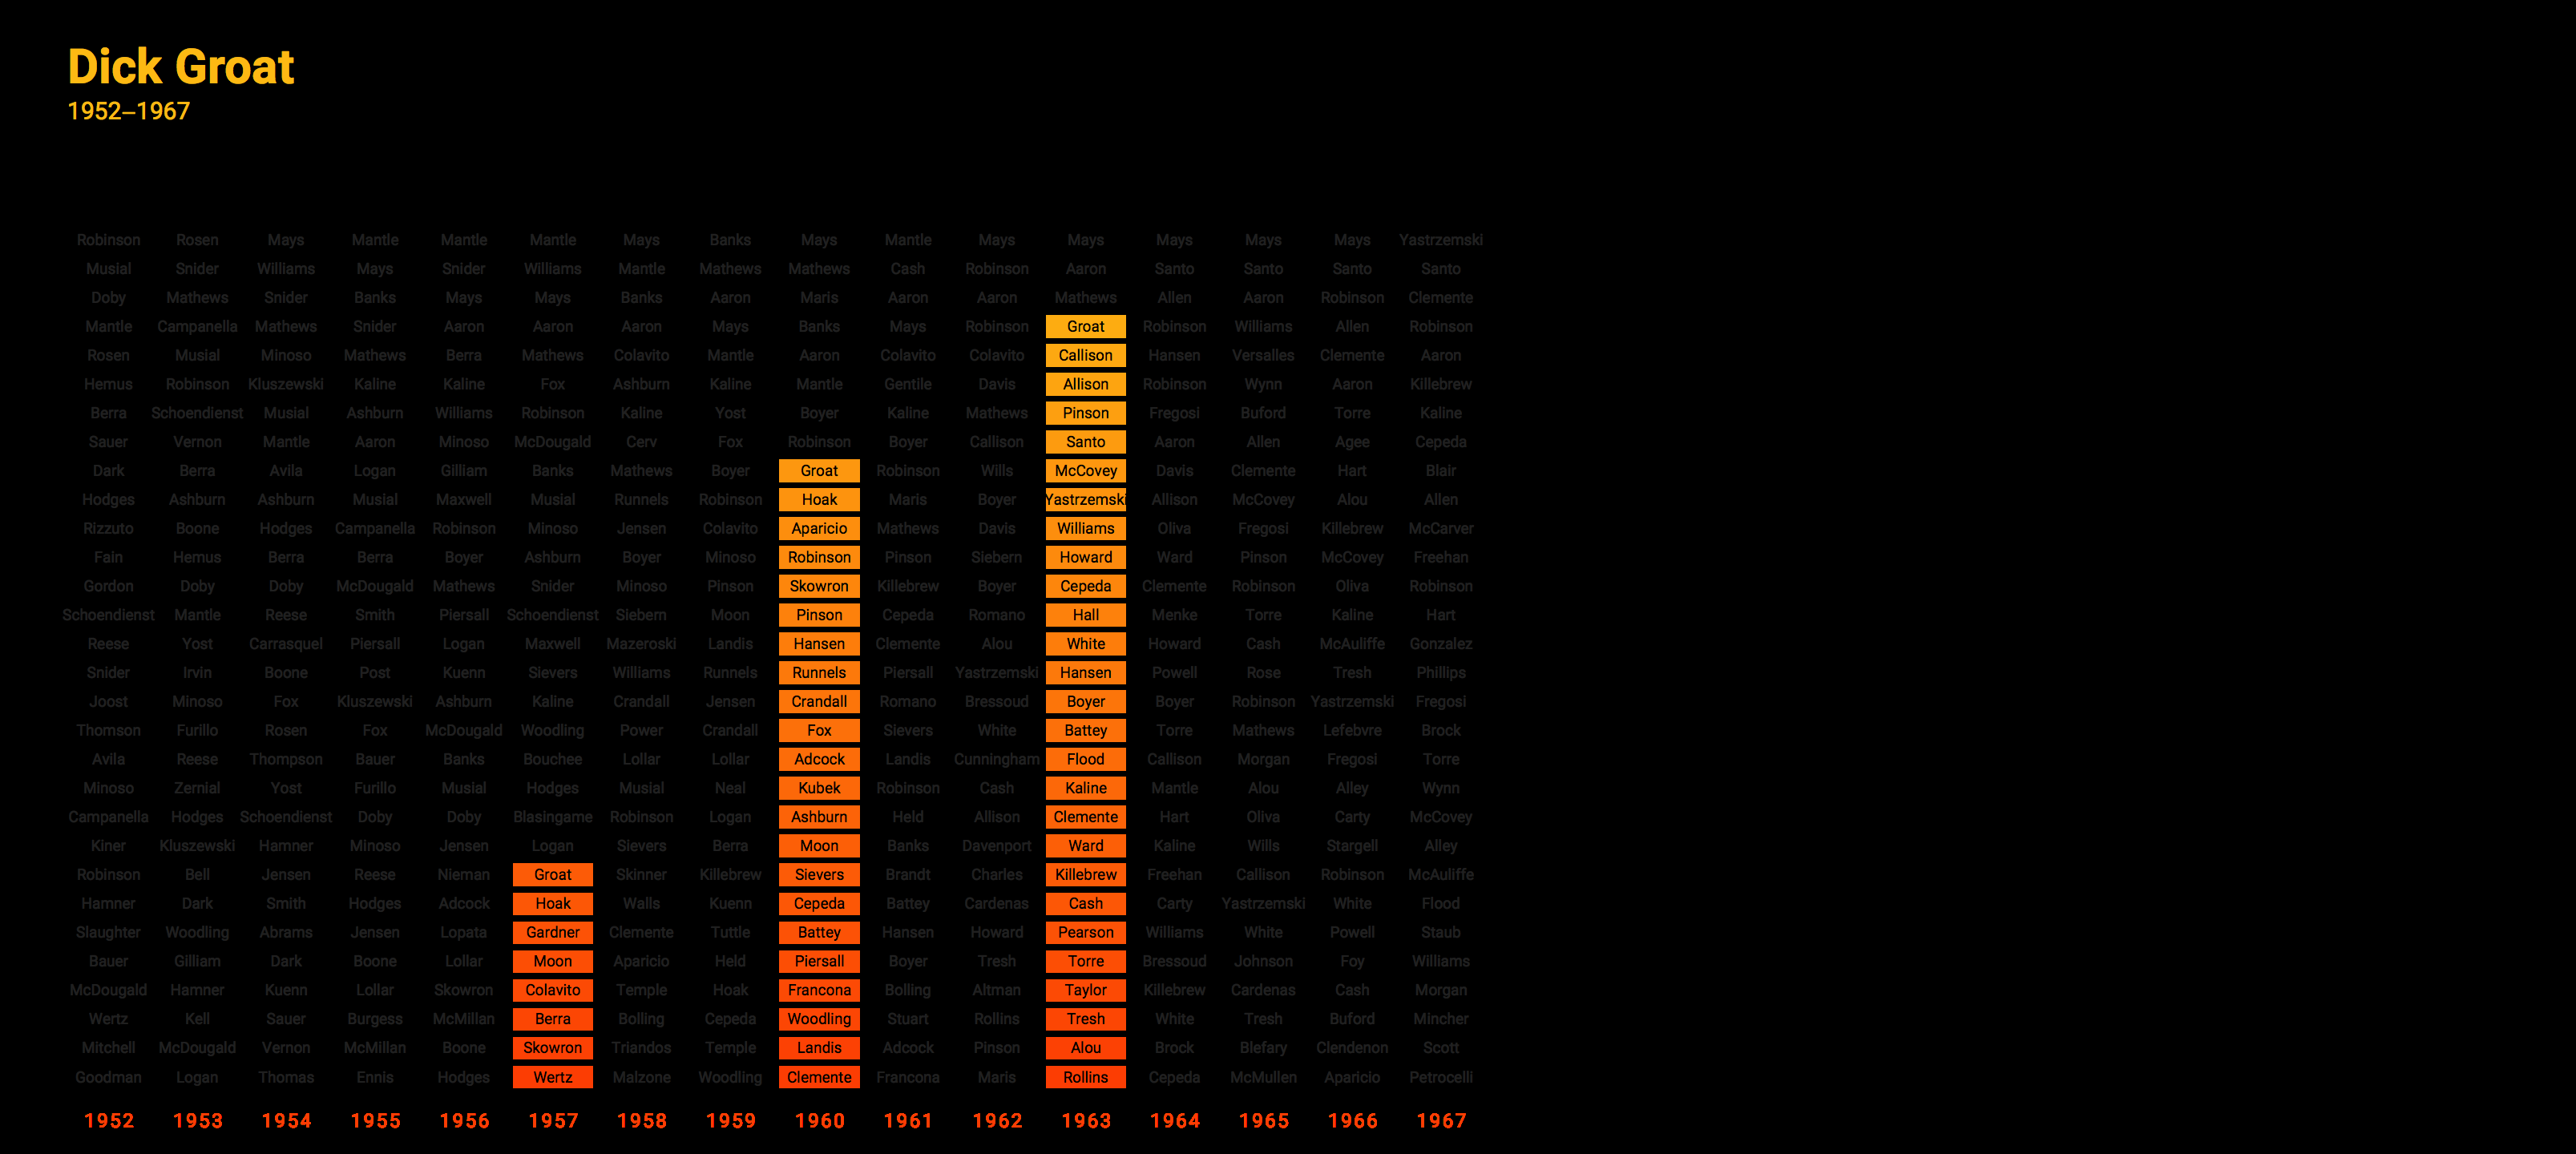 Dick Groat
1952–1967
Robinson Rosen Mays Mantle Mantle Mantle Mays Banks Mays Mantle Mays Mays Mays Mays Mays Yastrzemski
Musial Snider Williams Mays Snider Williams Mantle Mathews Mathews Cash Robinson Aaron Santo Santo Santo Santo
Doby Mathews Snider Banks Mays Mays Banks Aaron Maris Aaron Aaron Mathews Allen Aaron Robinson Clemente
Mantle Campanella Mathews Snider Aaron Aaron Aaron Mays Banks Mays Robinson Groat Robinson Williams Allen Robinson
Rosen Musial Minoso Mathews Berra Mathews Colavito Mantle Aaron Colavito Colavito Callison Hansen Versalles Clemente Aaron
Hemus Robinson Kluszewski Kaline Kaline Fox Ashburn Kaline Mantle Gentile Davis Allison Robinson Wynn Aaron Killebrew
Berra Schoendienst Musial Ashburn Williams Robinson Kaline Yost Boyer Kaline Mathews Pinson Fregosi Buford Torre Kaline
Sauer Vernon Mantle Aaron Minoso McDougald Cerv Fox Robinson Boyer Callison Santo Aaron Allen Agee Cepeda
Dark Berra Avila Logan Gilliam Banks Mathews Boyer Groat Robinson Wills McCovey Davis Clemente Hart Blair
Hodges Ashburn Ashburn Musial Maxwell Musial Runnels Robinson Hoak Maris Boyer Yastrzemski Allison McCovey Alou Allen
Rizzuto Boone Hodges Campanella Robinson Minoso Jensen Colavito Aparicio Mathews Davis Williams Oliva Fregosi Killebrew McCarver
Fain Hemus Berra Berra Boyer Ashburn Boyer Minoso Robinson Pinson Siebern Howard Ward Pinson McCovey Freehan
Gordon Doby Doby McDougald Mathews Snider Minoso Pinson Skowron Killebrew Boyer Cepeda Clemente Robinson Oliva Robinson
Schoendienst Mantle Reese Smith Piersall Schoendienst Siebern Moon Pinson Cepeda Romano Hall Menke Torre Kaline Hart
Reese Yost Carrasquel Piersall Logan Maxwell Mazeroski Landis Hansen Clemente Alou White Howard Cash McAuliffe Gonzalez
Snider Irvin Boone Post Kuenn Sievers Williams Runnels Runnels Piersall Yastrzemski Hansen Powell Rose Tresh Phillips
Joost Minoso Fox Kluszewski Ashburn Kaline Crandall Jensen Crandall Romano Bressoud Boyer Boyer Robinson Yastrzemski Fregosi
Thomson Furillo Rosen Fox McDougald Woodling Power Crandall Fox Sievers White Battey Torre Mathews Lefebvre Brock
Avila Reese Thompson Bauer Banks Bouchee Lollar Lollar Adcock Landis Cunningham Flood Callison Morgan Fregosi Torre
Minoso Zernial Yost Furillo Musial Hodges Musial Neal Kubek Robinson Cash Kaline Mantle Alou Alley Wynn
Campanella Hodges Schoendienst Doby Doby Blasingame Robinson Logan Ashburn Held Allison Clemente Hart Oliva Carty McCovey
Kiner Kluszewski Hamner Minoso Jensen Logan Sievers Berra Moon Banks Davenport Ward Kaline Wills Stargell Alley
Robinson Bell Jensen Reese Nieman Groat Skinner Killebrew Sievers Brandt Charles Killebrew Freehan Callison Robinson McAuliffe
Hamner Dark Smith Hodges Adcock Hoak Walls Kuenn Cepeda Battey Cardenas Cash Carty Yastrzemski White Flood
Slaughter Woodling Abrams Jensen Lopata Gardner Clemente Tuttle Battey Hansen Howard Pearson Williams White Powell Staub
Bauer Gilliam Dark Boone Lollar Moon Aparicio Held Piersall Boyer Tresh Torre Bressoud Johnson Foy Williams
McDougald Hamner Kuenn Lollar Skowron Colavito Temple Hoak Francona Bolling Altman Taylor Killebrew Cardenas Cash Morgan
Wertz Kell Sauer Burgess McMillan Berra Bolling Cepeda Woodling Stuart Rollins Tresh White Tresh Buford Mincher
Mitchell McDougald Vernon McMillan Boone Skowron Triandos Temple Landis Adcock Pinson Alou Brock Blefary Clendenon Scott
Goodman Logan Thomas Ennis Hodges Wertz Malzone Woodling Clemente Francona Maris Rollins Cepeda McMullen Aparicio Petrocelli
1952 1953 1954 1955 1956 1957 1958 1959 1960 1961 1962 1963 1964 1965 1966 1967